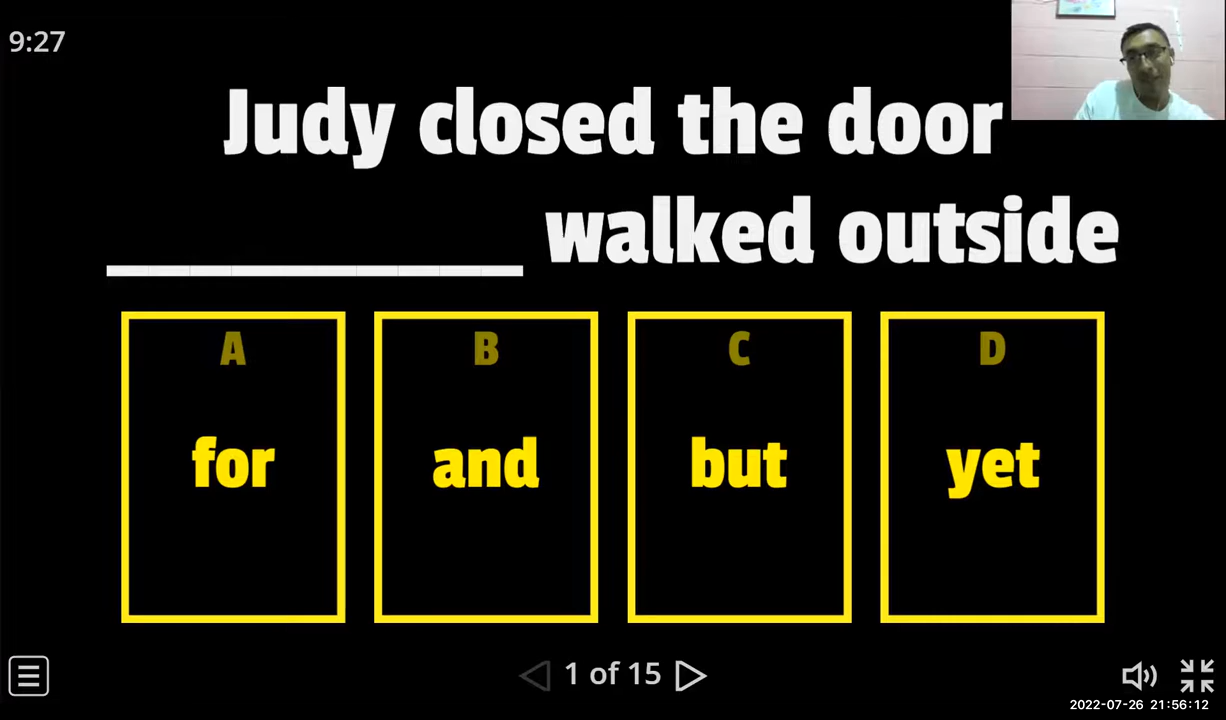 9:27
Judy closed the door
__________ walked outside
A
for
B
and
C
but
D
yet
1 of 15
2022-07-26 21:56:12